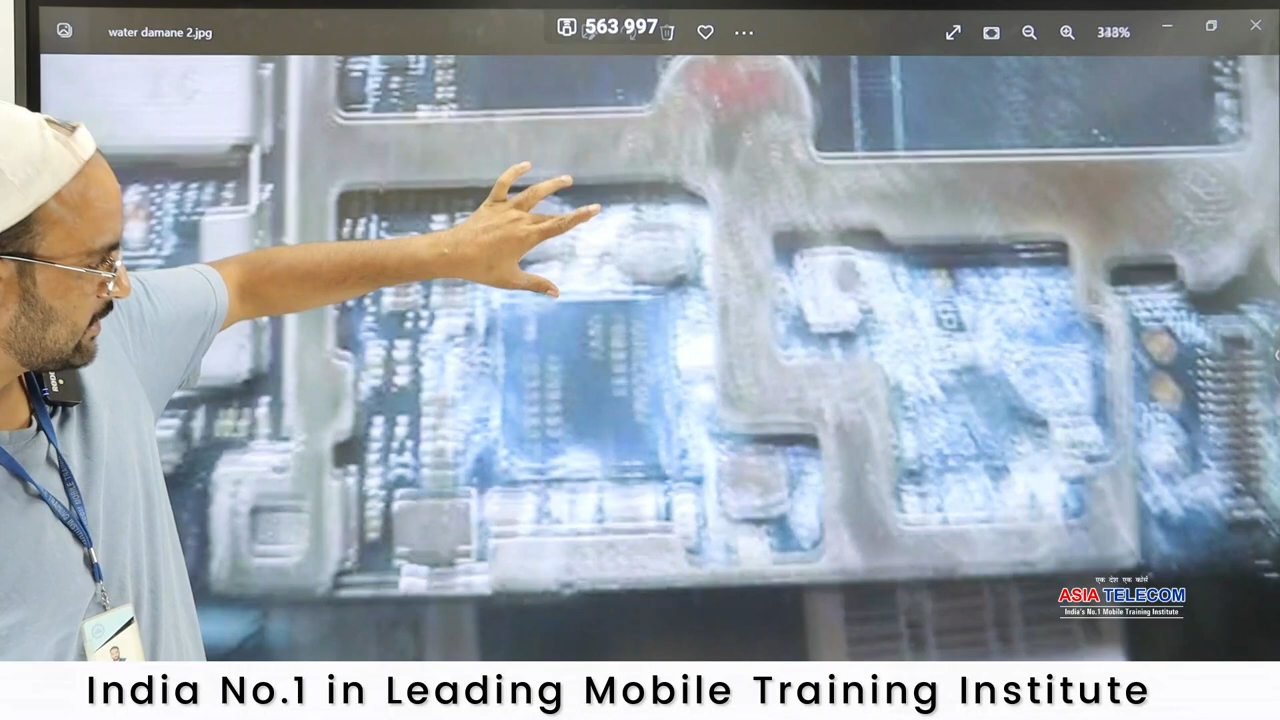 water damane 2.jpg
563 997
एक देश एक कोर्स
ASIA TELECOM
India's No.1 Mobile Training Institute
India No.1 in Leading Mobile Training Institute